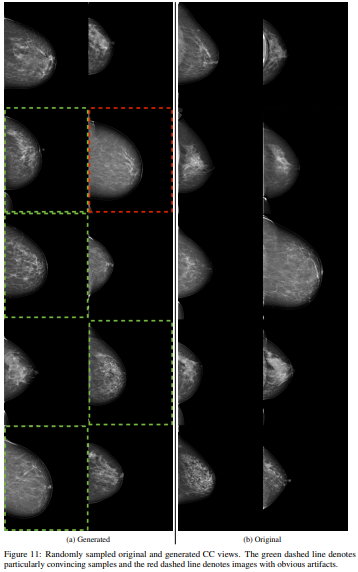 (a) Generated
(b) Original
Figure 11: Randomly sampled original and generated CC views. The green dashed line denotes
particularly convincing samples and the red dashed line denotes images with obvious artifacts.